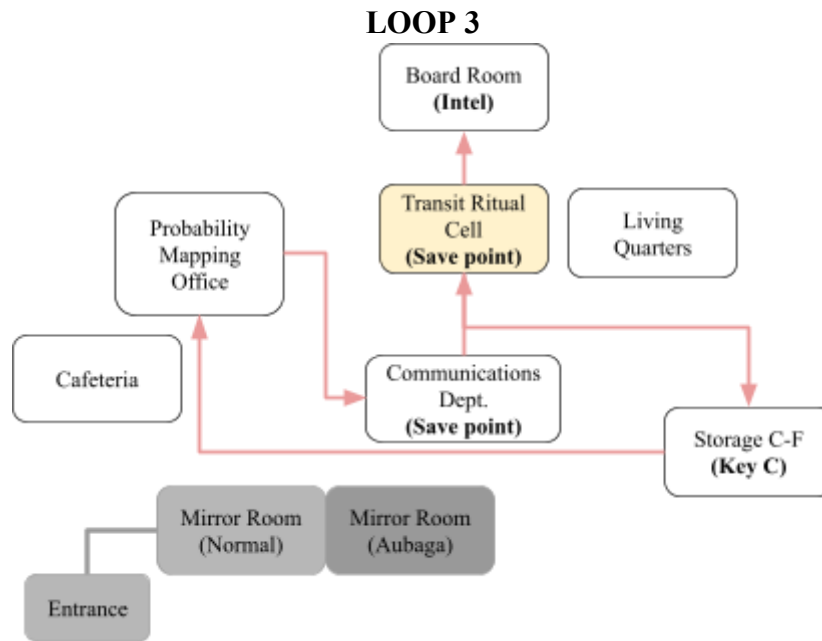 LOOP 3
Board Room
(Intel)
Transit Ritual
Cell
(Save point)
Living
Quarters
Probability
Mapping
Office
Cafeteria
Communications
Dept.
(Save point)
Storage C-F
(Key C)
Mirror Room
(Normal)
Mirror Room
(Aubaga)
Entrance